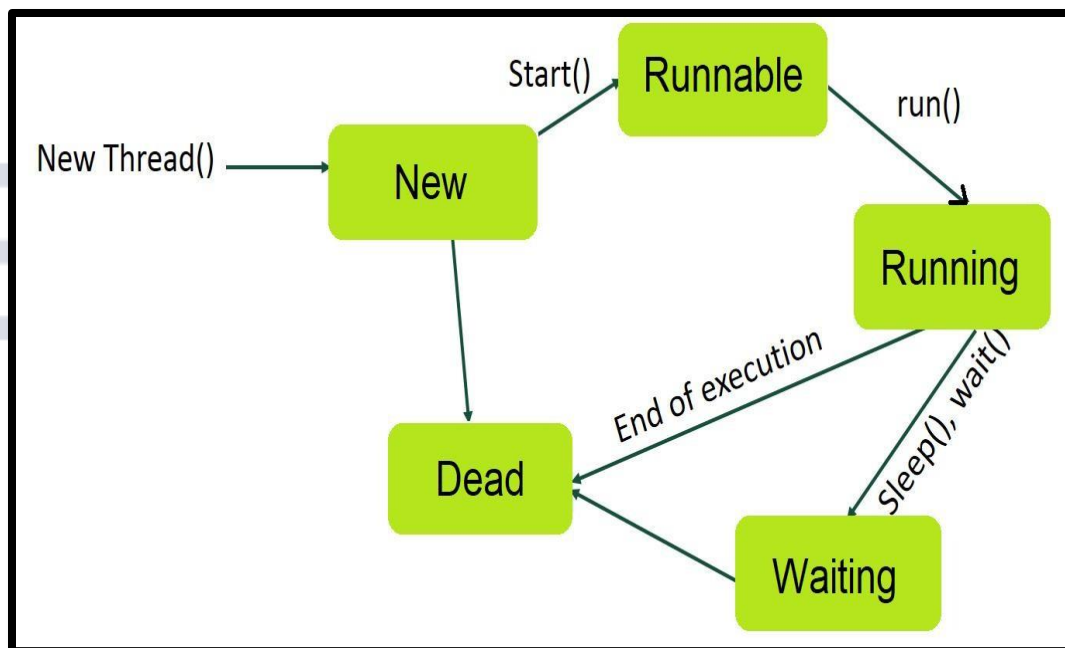 Start()
Runnable
run()
New Thread()
New
Running
End of execution
Sleep(), wait()
Dead
Waiting